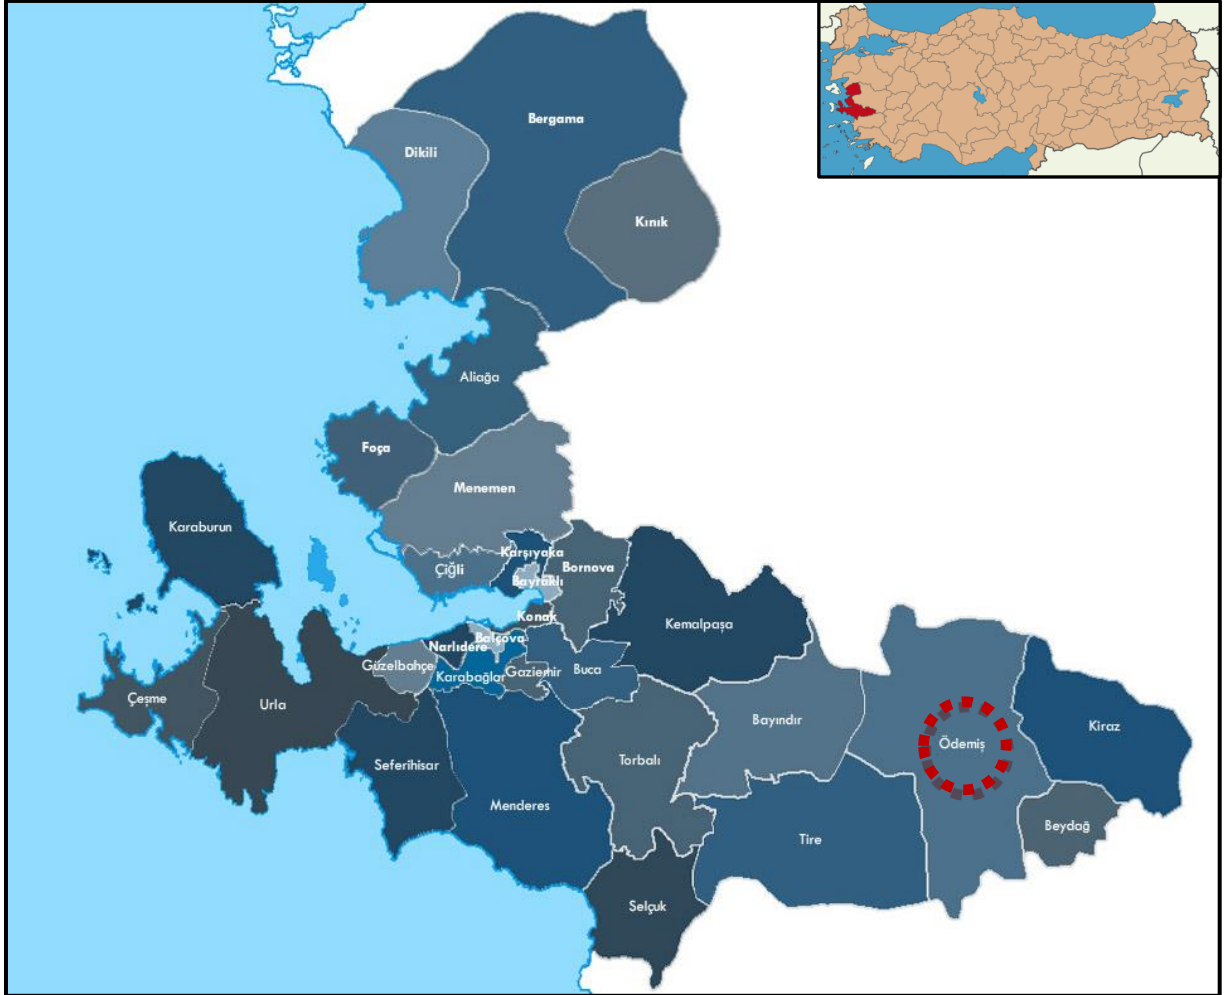 Bergama
Dikili
Kınık
Aliağa
Foça
Menemen
Karaburun
Karşıyaka
Çiğli
Bornova
Bayraklı
Konak
Kemalpaşa
Balçova
Narlıdere
Güzelbahçe
Karabağlar
Gaziemir
Buca
Çeşme
Urla
Bayındır
Kiraz
Ödemiş
Seferihisar
Torbalı
Menderes
Beydağ
Tire
Selçuk